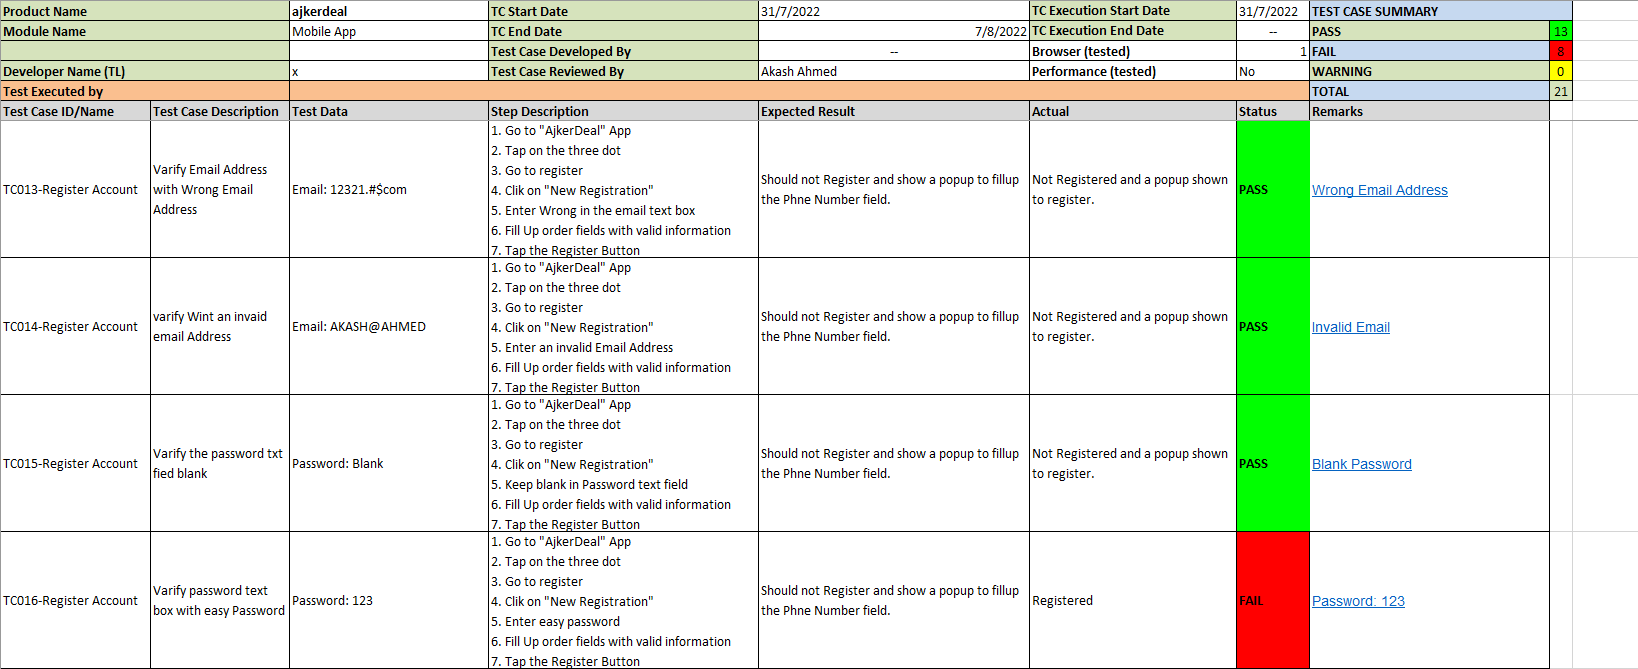 Product Name ajkerdeal TC Start Date 31/7/2022 TC Execution Start Date 31/7/2022 TEST CASE SUMMARY
Module Name Mobile App TC End Date 7/8/2022 TC Execution End Date -- PASS 13
Test Case Developed By -- Browser (tested) 1 FAIL 8
Developer Name (TL) x Test Case Reviewed By Akash Ahmed Performance (tested) No WARNING 0
Test Executed by TOTAL 21
Test Case ID/Name Test Case Description Test Data Step Description Expected Result Actual Status Remarks
TC013-Register Account
Varify Email Address
with Wrong Email
Address
Email: 12321.#$com
1. Go to "AjkerDeal" App
2. Tap on the three dot
3. Go to register
4. Clik on "New Registration"
5. Enter Wrong in the email text box
6. Fill Up order fields with valid information
7. Tap the Register Button
Should not Register and show a popup to fillup
the Phne Number field.
Not Registered and a popup shown
to register.
PASS
Wrong Email Address
TC014-Register Account
varify Wint an invaid
email Address
Email: AKASH@AHMED
1. Go to "AjkerDeal" App
2. Tap on the three dot
3. Go to register
4. Clik on "New Registration"
5. Enter an invalid Email Address
6. Fill Up order fields with valid information
7. Tap the Register Button
Should not Register and show a popup to fillup
the Phne Number field.
Not Registered and a popup shown
to register.
PASS
Invalid Email
TC015-Register Account
Varify the password txt
fied blank
Password: Blank
1. Go to "AjkerDeal" App
2. Tap on the three dot
3. Go to register
4. Clik on "New Registration"
5. Keep blank in Password text field
6. Fill Up order fields with valid information
7. Tap the Register Button
Should not Register and show a popup to fillup
the Phne Number field.
Not Registered and a popup shown
to register.
PASS
Blank Password
TC016-Register Account
Varify password text
box with easy Password
Password: 123
1. Go to "AjkerDeal" App
2. Tap on the three dot
3. Go to register
4. Clik on "New Registration"
5. Enter easy password
6. Fill Up order fields with valid information
7. Tap the Register Button
Should not Register and show a popup to fillup
the Phne Number field.
Registered
FAIL
Password: 123